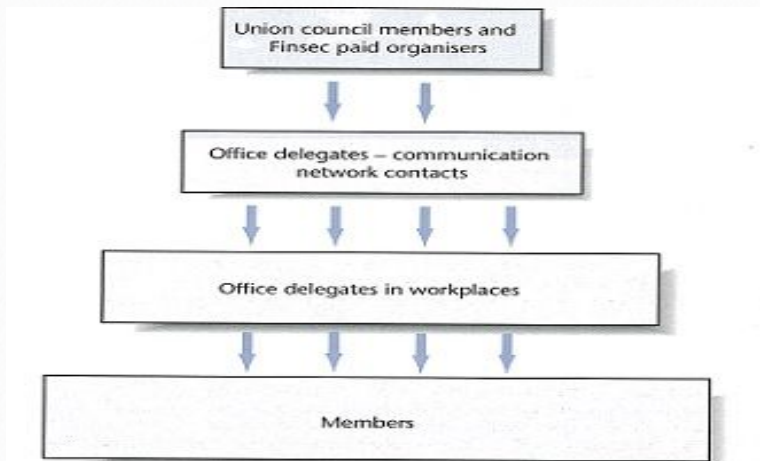 Union council members and
Finsec paid organisers
Office delegates – communication
network contacts
Office delegates in workplaces
Members